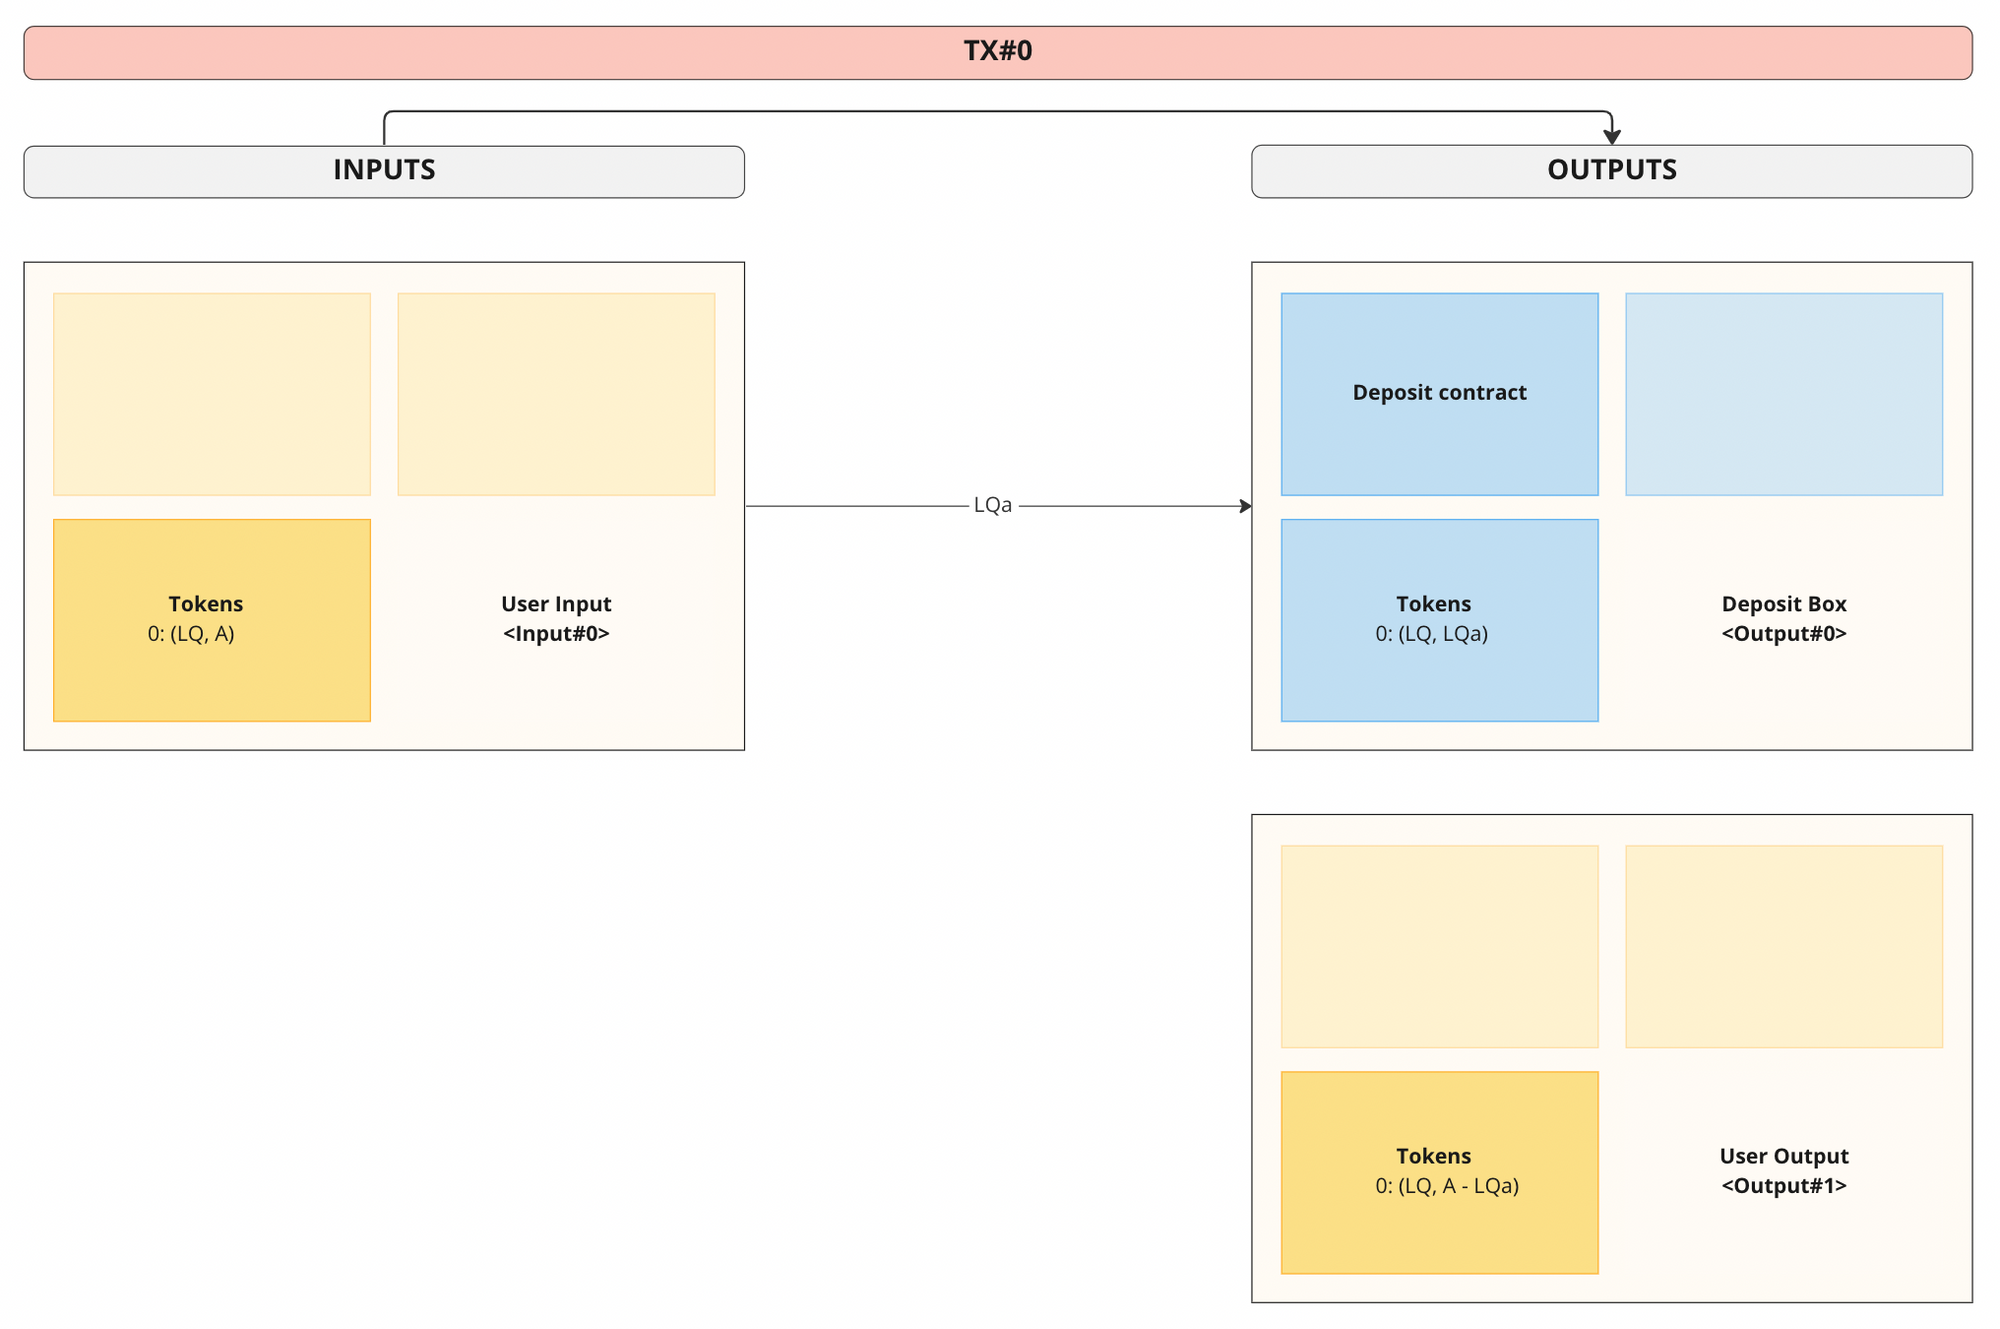 TX#0
INPUTS
OUTPUTS
Tokens
0: (LQ, A)
User Input
<Input#0>
LQa
Deposit contract
Tokens
0: (LQ, LQa)
Deposit Box
<Output#0>
Tokens
0: (LQ, A - LQa)
User Output
<Output#1>